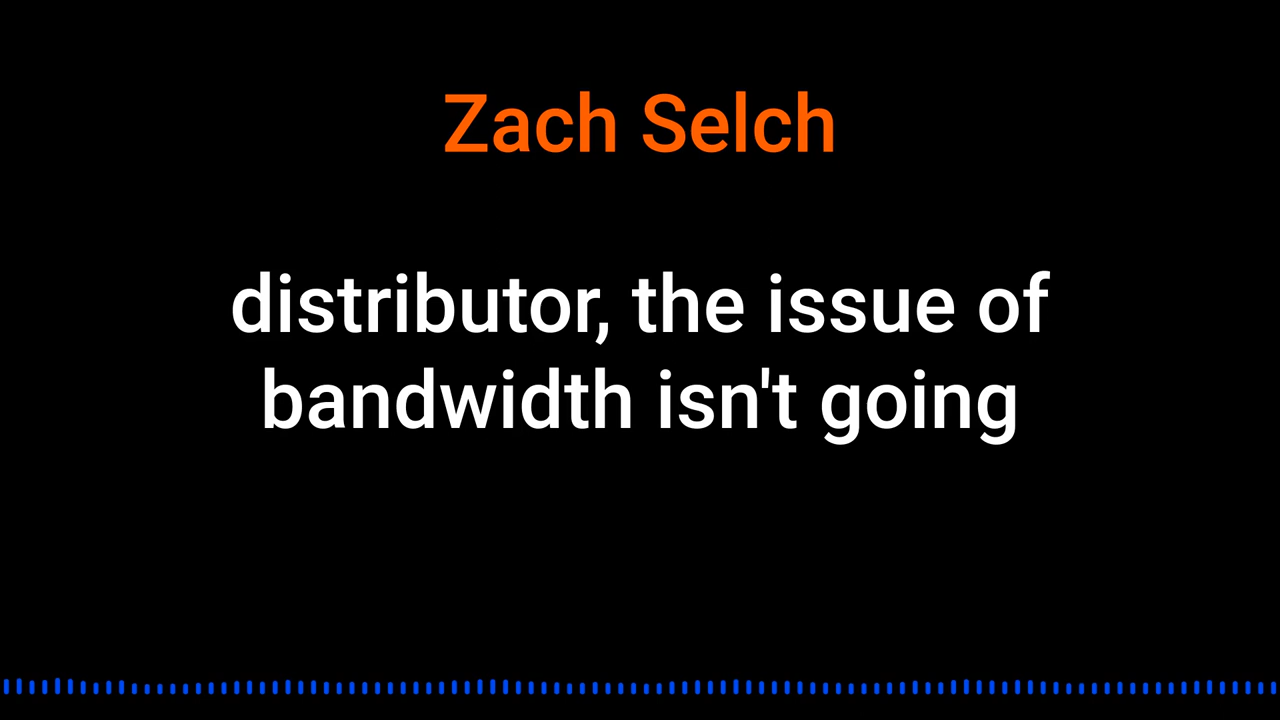 Zach Selch
distributor, the issue of
bandwidth isn't going